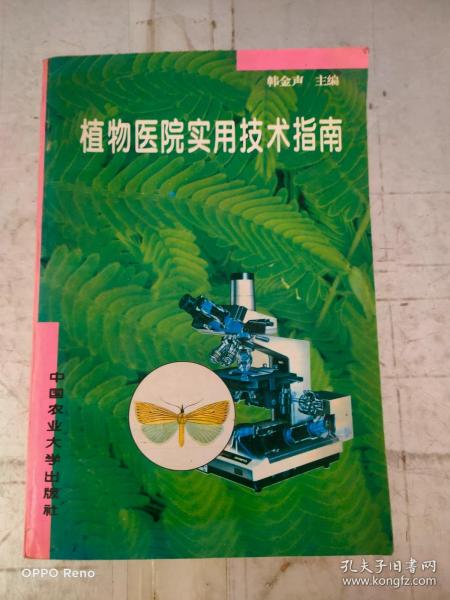 韩金声 主编
植物医院实用技术指南
中国农业大学出版社
OPPO Reno
孔夫子旧书网
www.kongfz.com